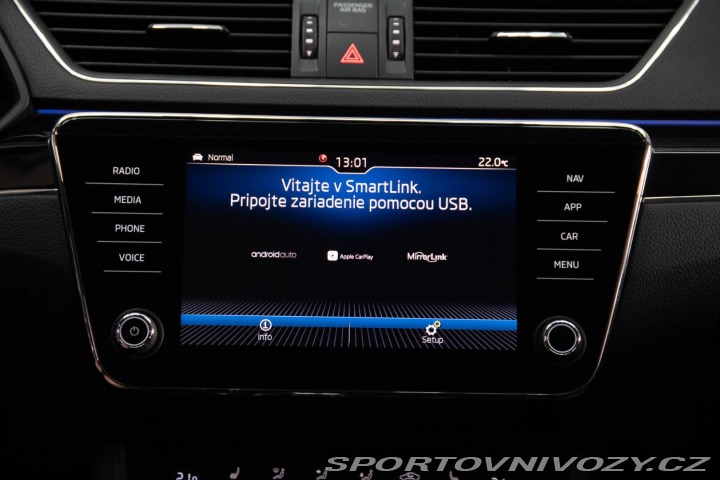 PASSENGER
AIR BAG
Normal
13:01
22.0°C
RADIO
MEDIA
PHONE
VOICE
Vitajte v SmartLink.
Pripojte zariadenie pomocou USB.
androidauto
Apple CarPlay
MirrorLink
Info
Setup
NAV
APP
CAR
MENU
SPORTOVNIVOZY.CZ